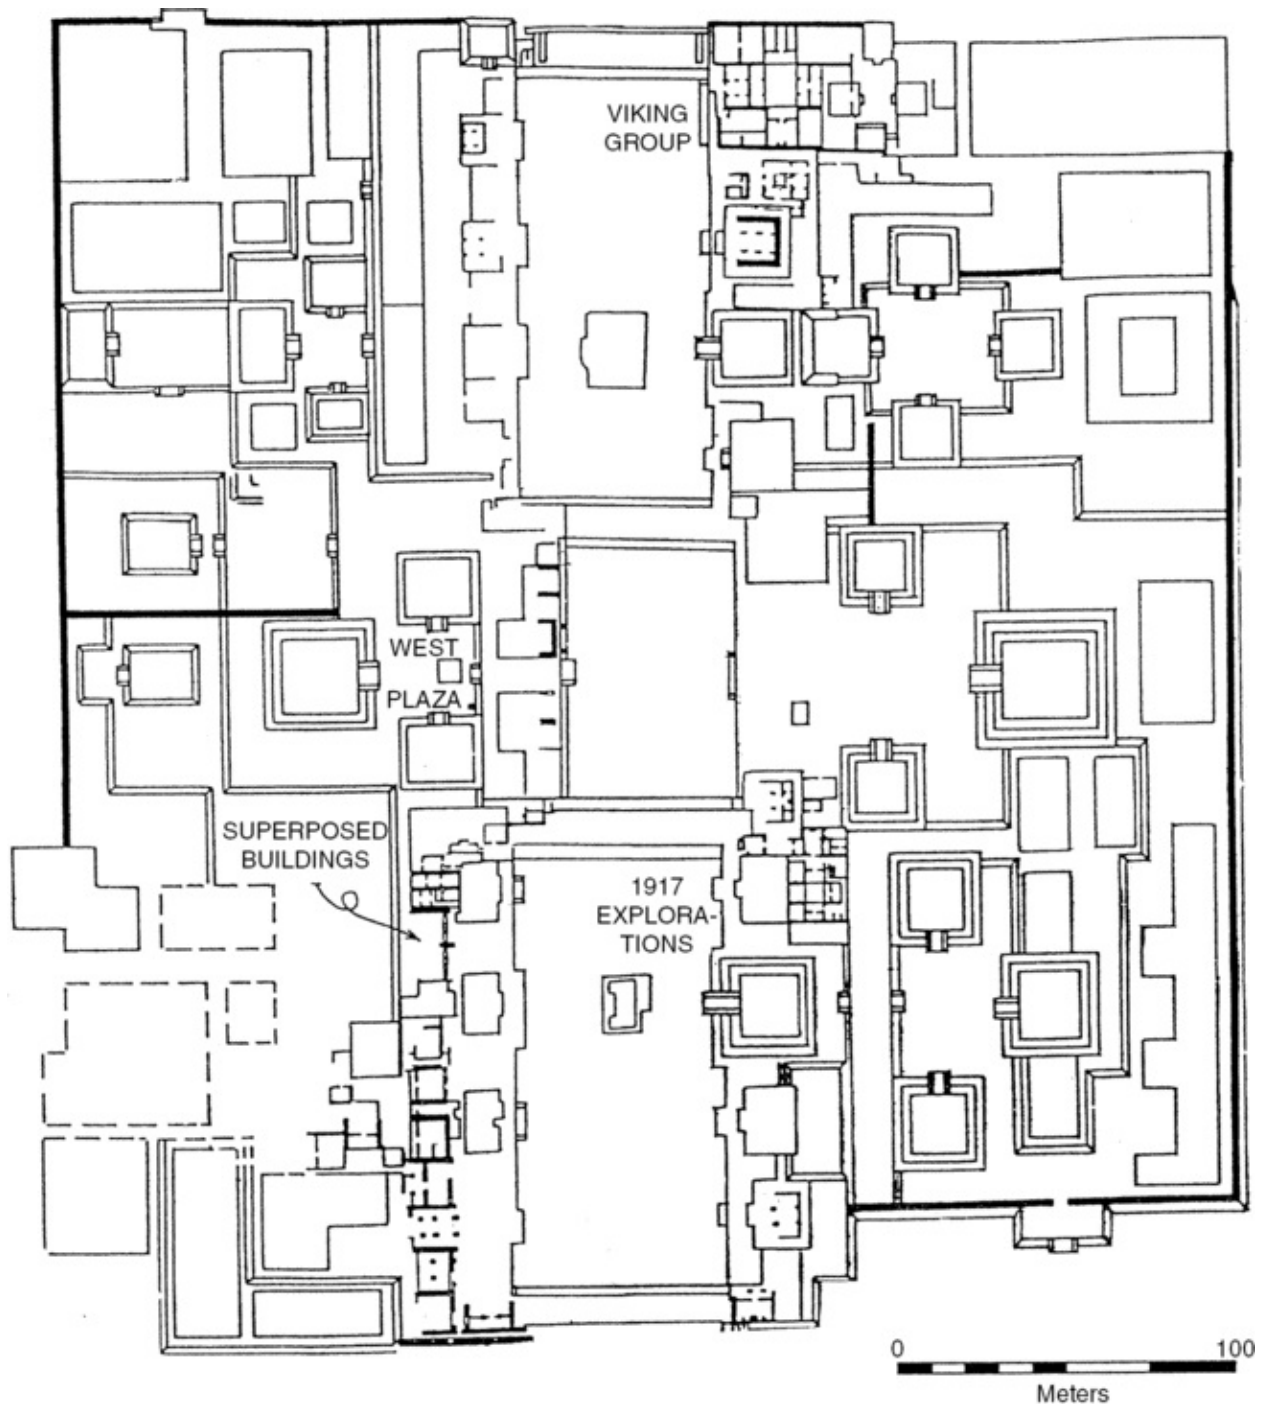 VIKING
GROUP
WEST
PLAZA
SUPERPOSED
BUILDINGS
1917
EXPLORA-
TIONS
0 100
Meters